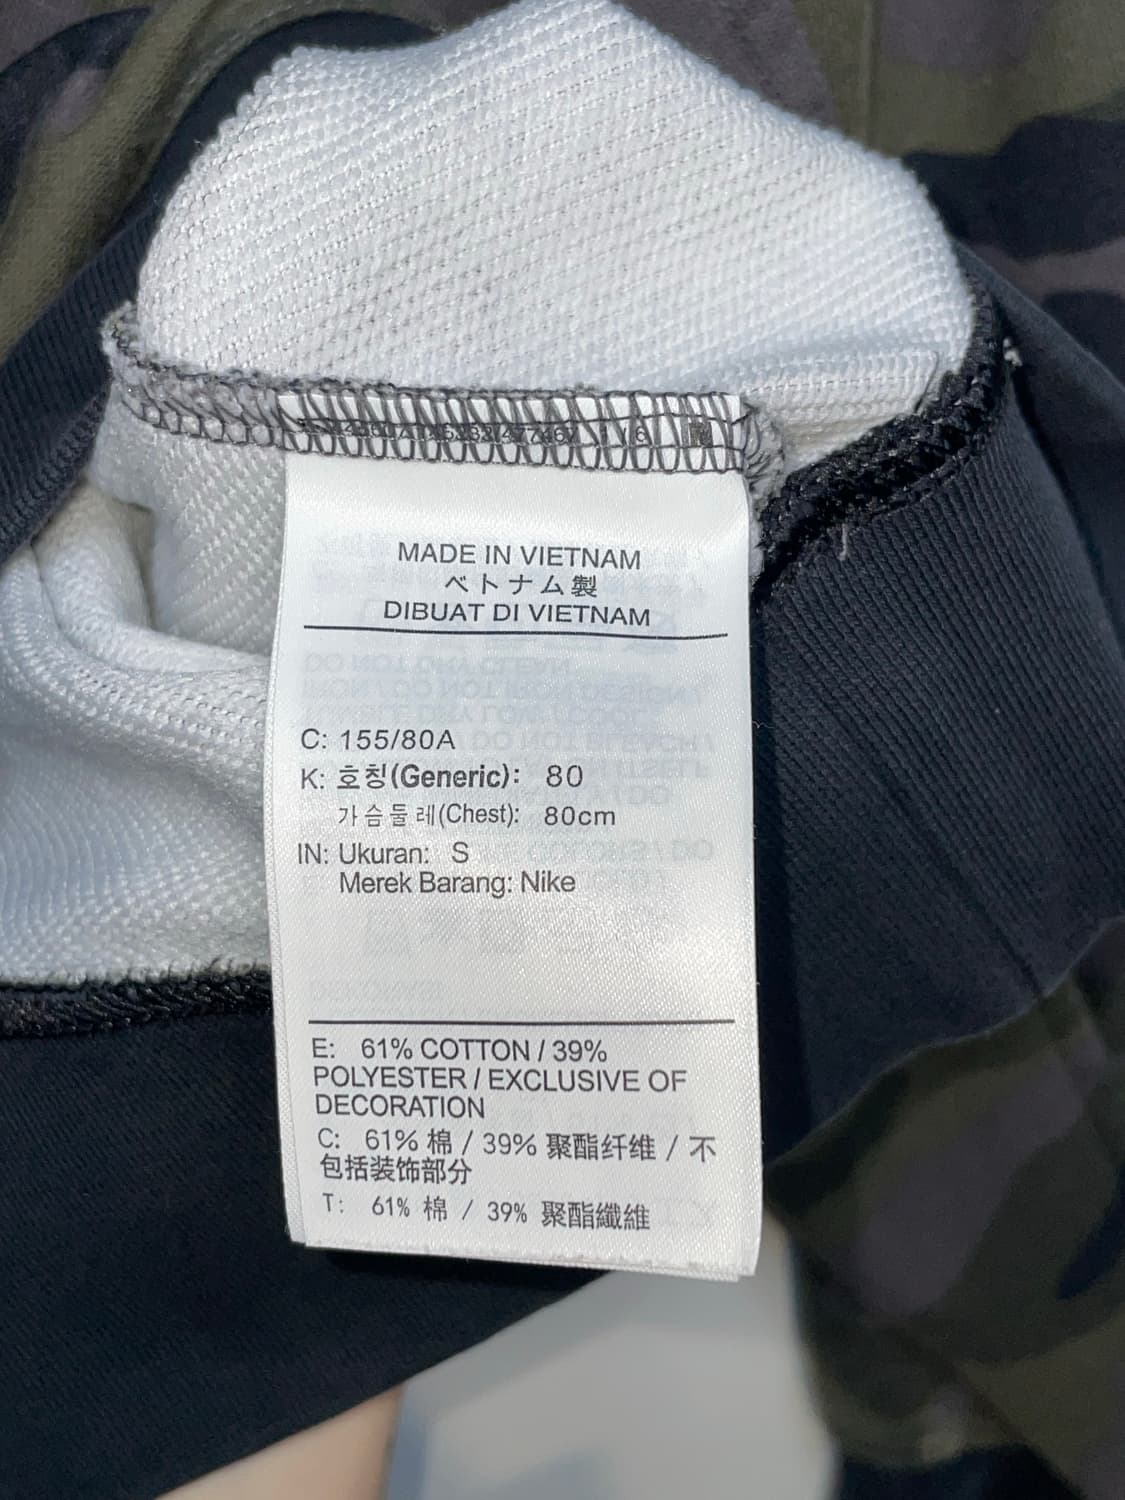 MADE IN VIETNAM
ベトナム製
DIBUAT DI VIETNAM
C: 155/80A
K: 호칭(Generic): 80
가슴둘레(Chest): 80cm
IN: Ukuran: S
Merek Barang: Nike
E: 61% COTTON / 39%
POLYESTER / EXCLUSIVE OF
DECORATION
C: 61% 棉 / 39% 聚酯纤维 / 不
包括装饰部分
T: 61% 棉 / 39% 聚酯纖維